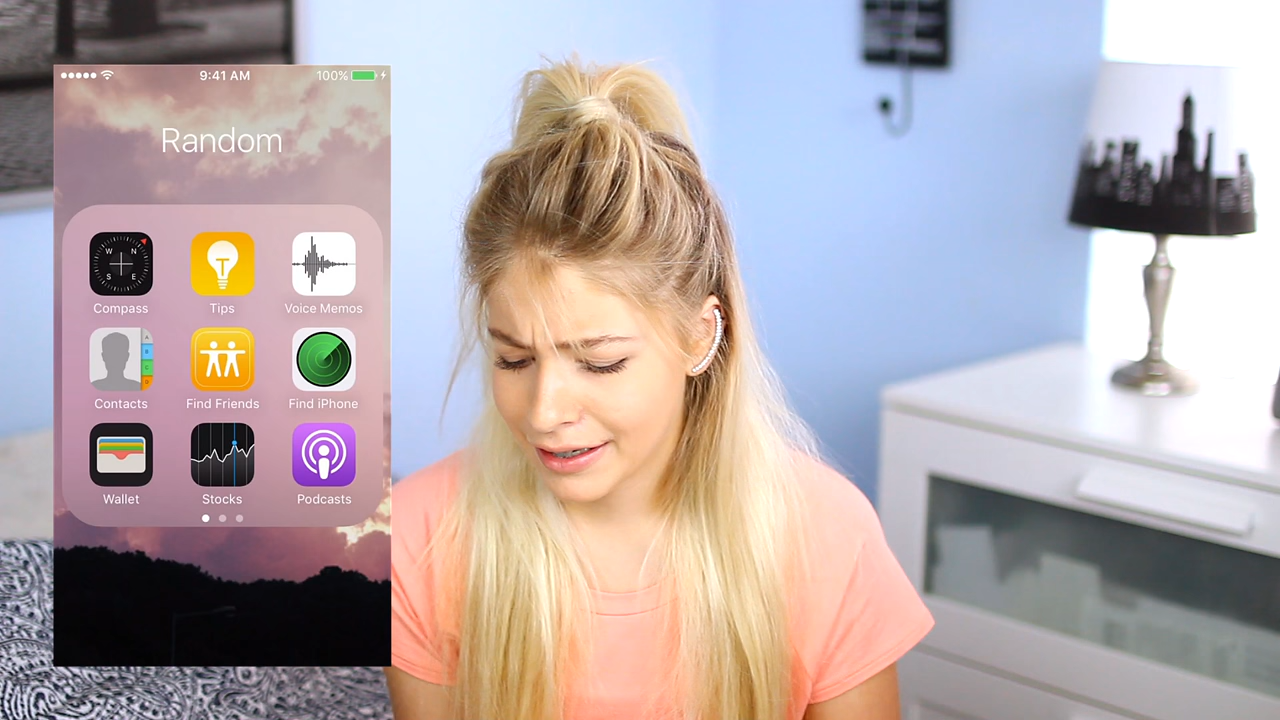 9:41 AM 100%
Random
W N
S E
Compass Tips Voice Memos
A
B
C
D
Contacts Find Friends Find iPhone
Wallet Stocks Podcasts